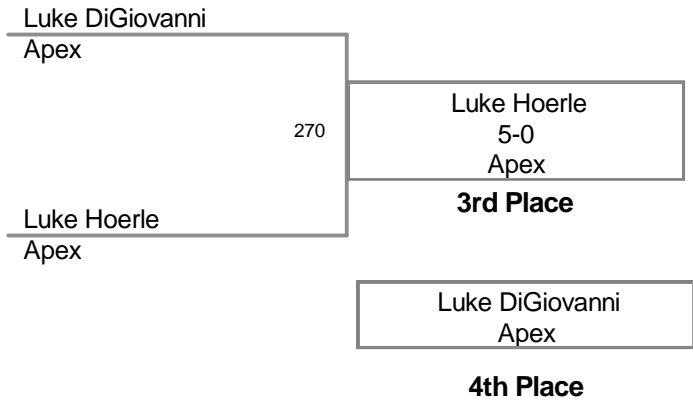 Luke DiGiovanni
Apex
270
Luke Hoerle
5-0
Apex
3rd Place
Luke Hoerle
Apex
Luke DiGiovanni
Apex
4th Place